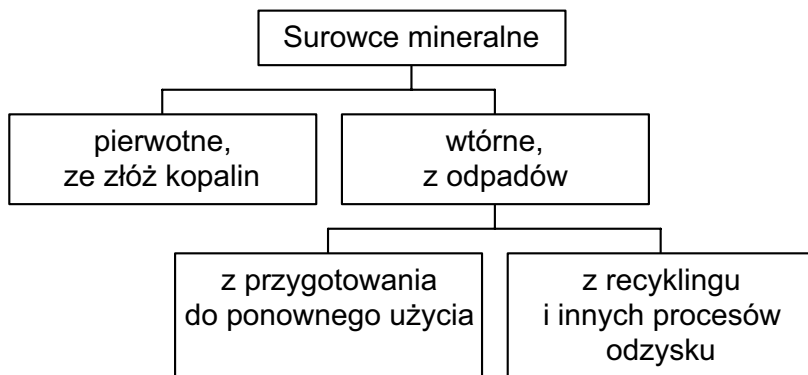 Surowce mineralne
pierwotne,
ze złóż kopalin
wtórne,
z odpadów
z przygotowania
do ponownego użycia
z recyklingu
i innych procesów
odzysku